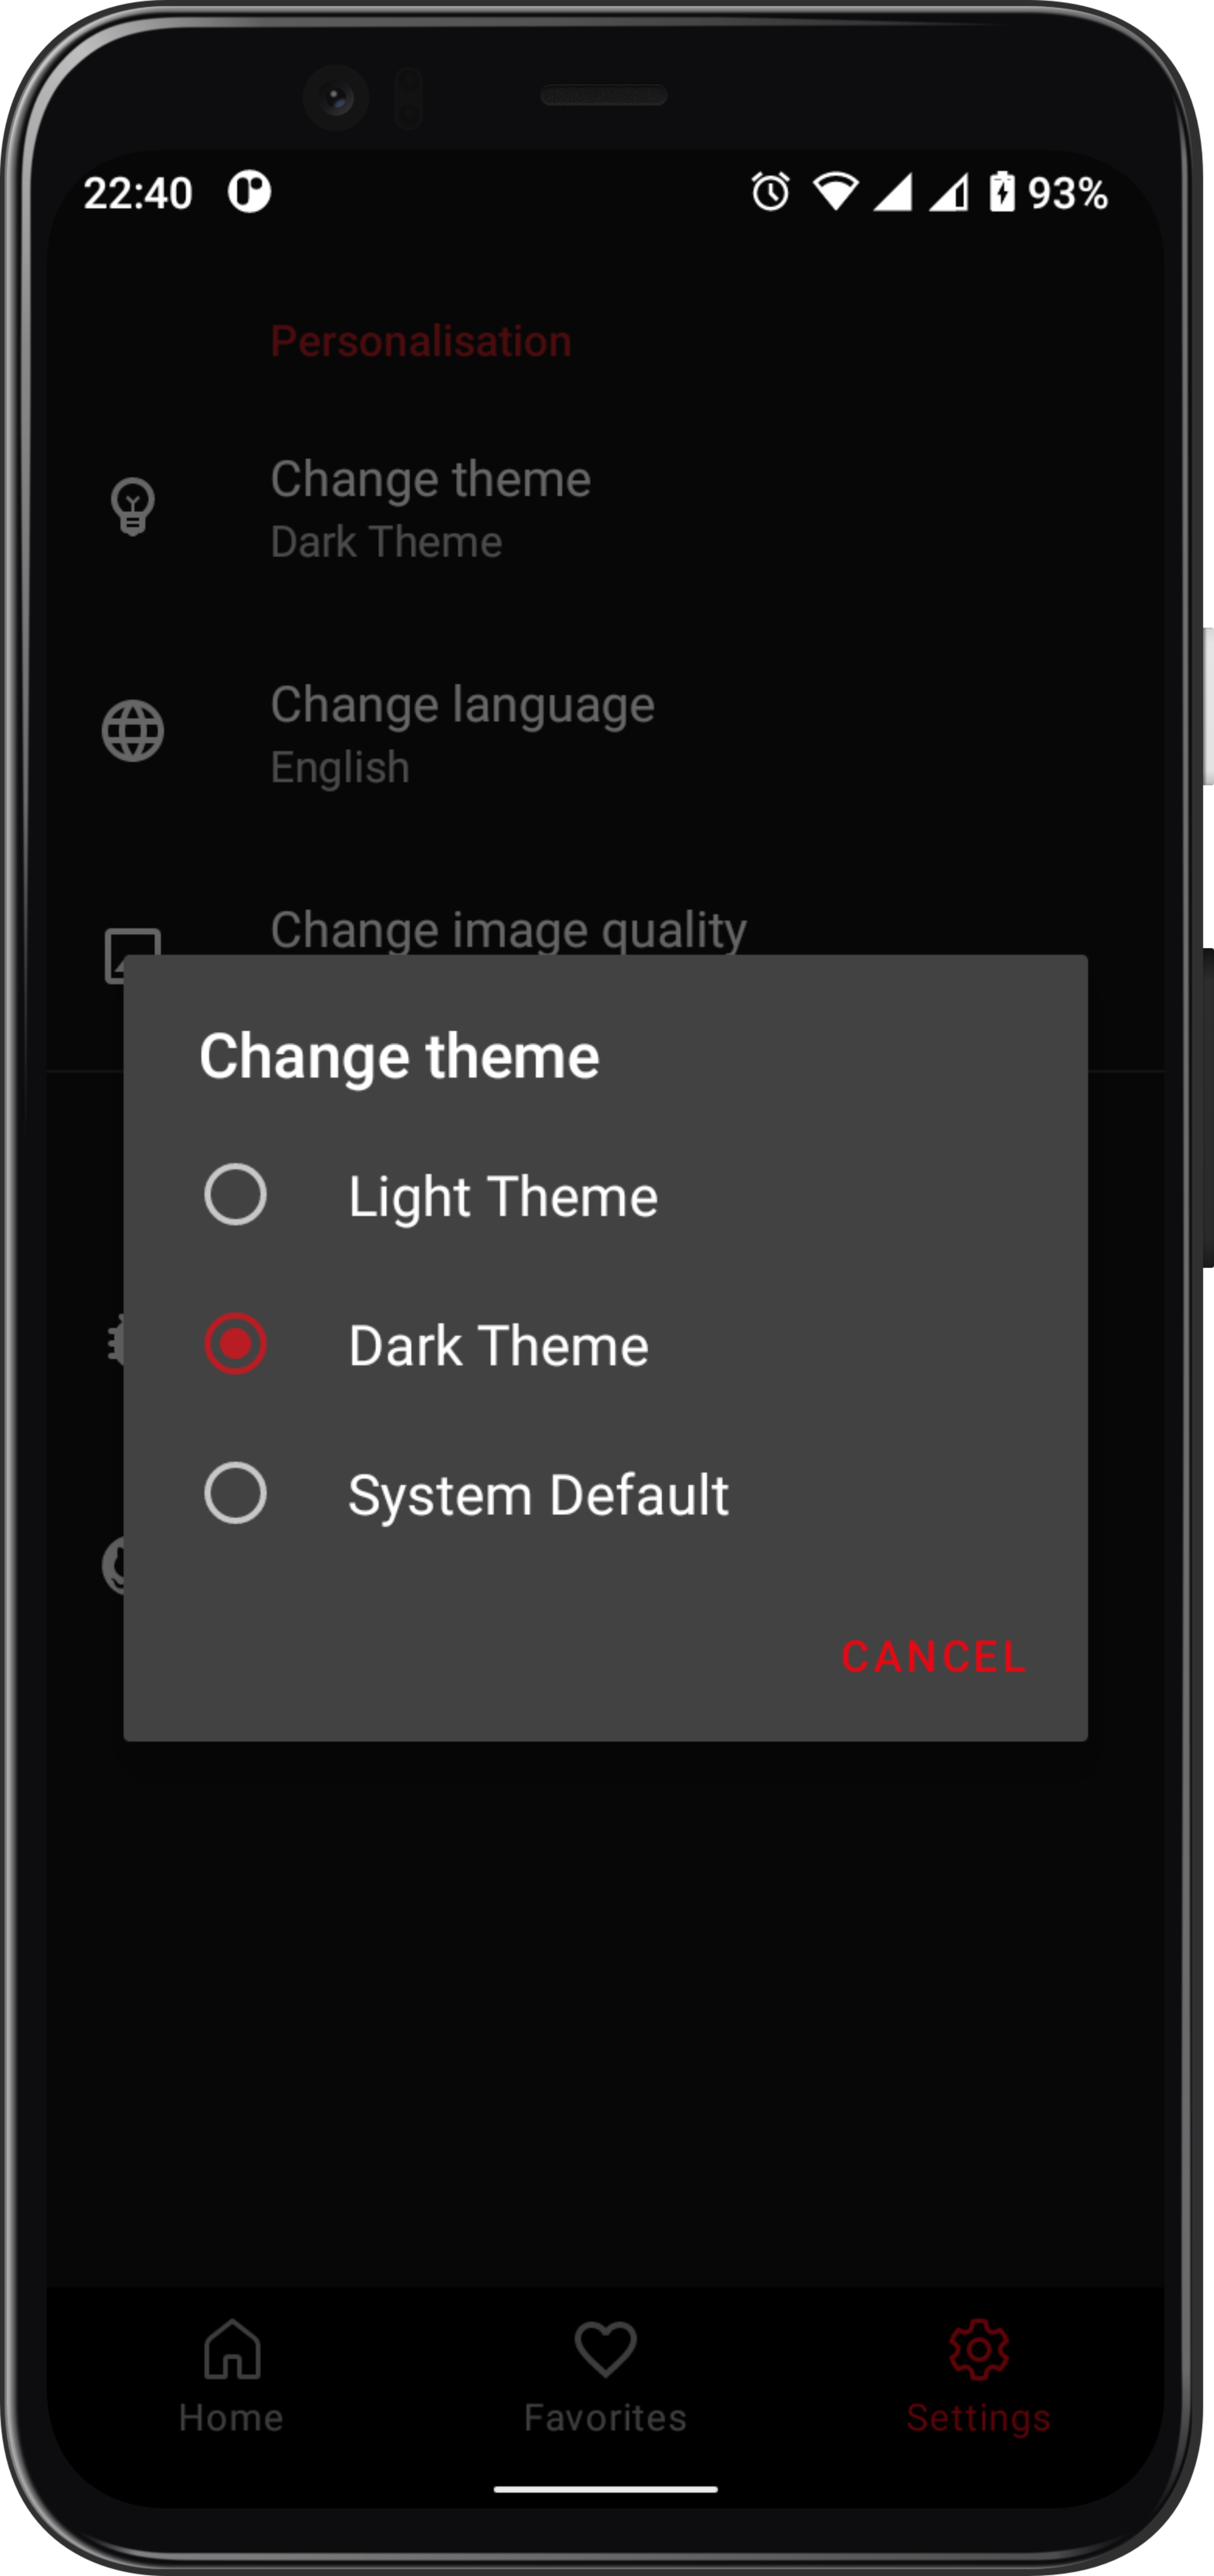 22:40
93%
Personalisation
Change theme
Dark Theme
Change language
English
Change image quality
Change theme
Light Theme
Dark Theme
System Default
CANCEL
Home
Favorites
Settings